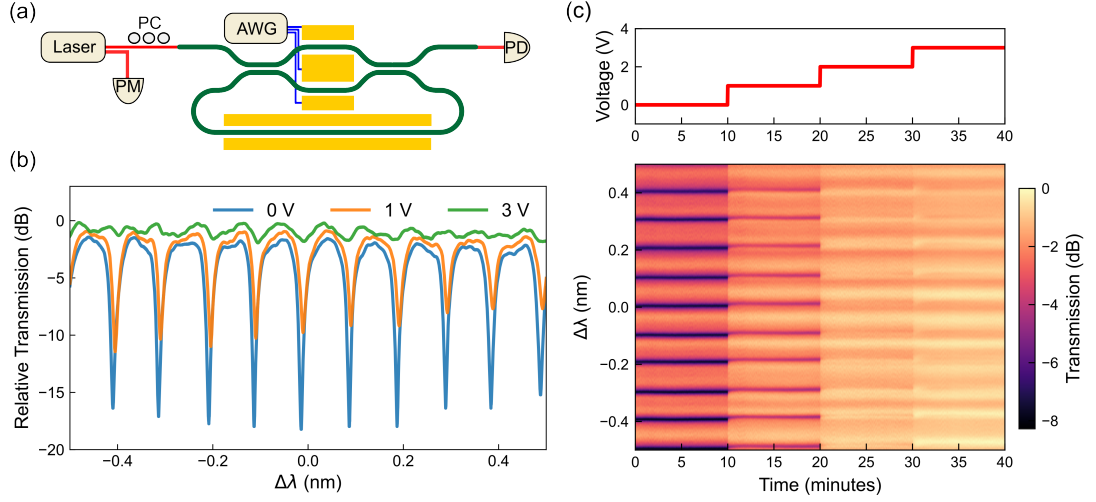 (a)
PC
Laser
AWG
PM
PD
(b)
Relative Transmission (dB)
0
−5
−10
−15
−20
0 V
1 V
3 V
−0.4
−0.2
0.0
0.2
0.4
Δλ (nm)
(c)
Voltage (V)
4
2
0
0
5
10
15
20
25
30
35
40
Δλ (nm)
0.4
0.2
0.0
−0.2
−0.4
0
5
10
15
20
25
30
35
40
Time (minutes)
0
−2
−4
−6
−8
Transmission (dB)